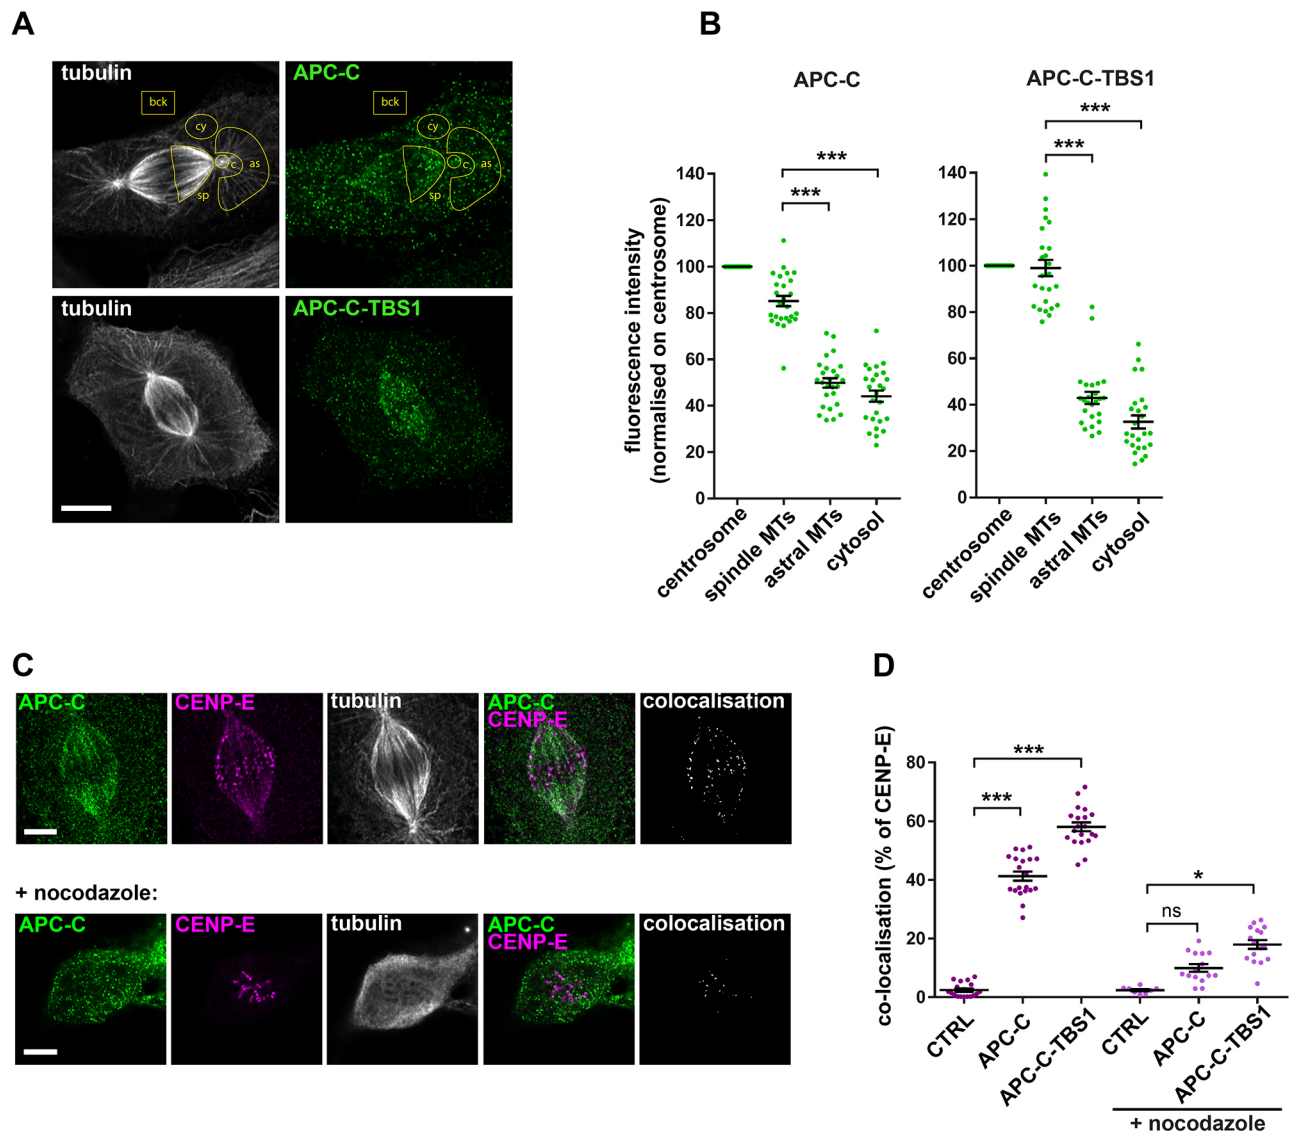 A
tubulin
APC-C
bck
cy
c
as
sp
bck
cy
c
as
sp
tubulin
APC-C-TBS1
B
APC-C
APC-C-TBS1
***
***
***
***
fluorescence intensity
(normalised on centrosome)
140
120
100
80
60
40
20
0
centrosome
spindle MTs
astral MTs
cytosol
140
120
100
80
60
40
20
0
centrosome
spindle MTs
astral MTs
cytosol
C
APC-C
CENP-E
tubulin
APC-C
CENP-E
colocalisation
+ nocodazole:
APC-C
CENP-E
tubulin
APC-C
CENP-E
colocalisation
D
co-localisation (% of CENP-E)
80
60
40
20
0
***
***
*
ns
CTRL
APC-C
APC-C-TBS1
CTRL
APC-C
APC-C-TBS1
+ nocodazole